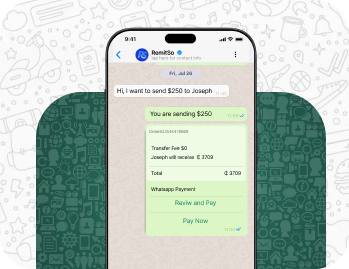 9:41
RemitSo
tap here for contact info
Fri, Jul 26
Hi, I want to send $250 to Joseph
You are sending $250
Transfer Fee $0
Joseph will receive ₵ 3709
Total ₵ 3709
Whatsapp Payment
Reviw and Pay
Pay Now